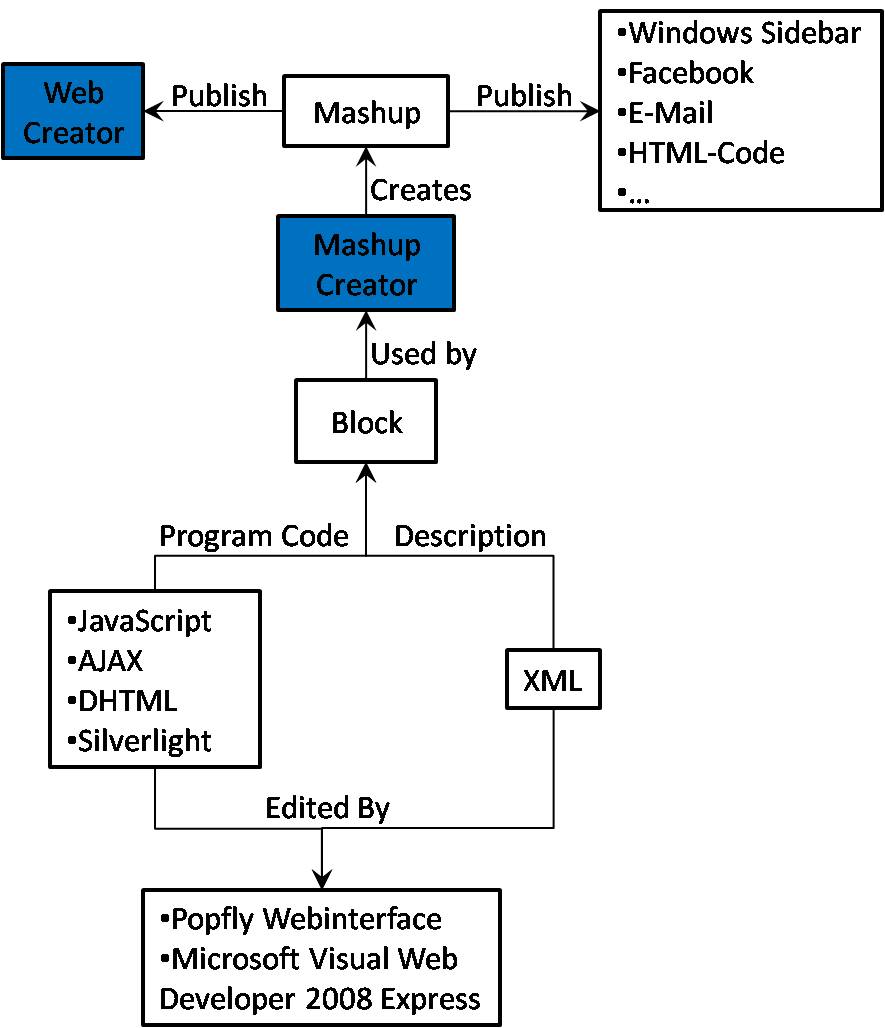 Web
Creator
Publish
Mashup
Publish
•Windows Sidebar
•Facebook
•E-Mail
•HTML-Code
•...
Creates
Mashup
Creator
Used by
Block
Program Code
Description
•JavaScript
•AJAX
•DHTML
•Silverlight
XML
Edited By
•Popfly Webinterface
•Microsoft Visual Web
Developer 2008 Express